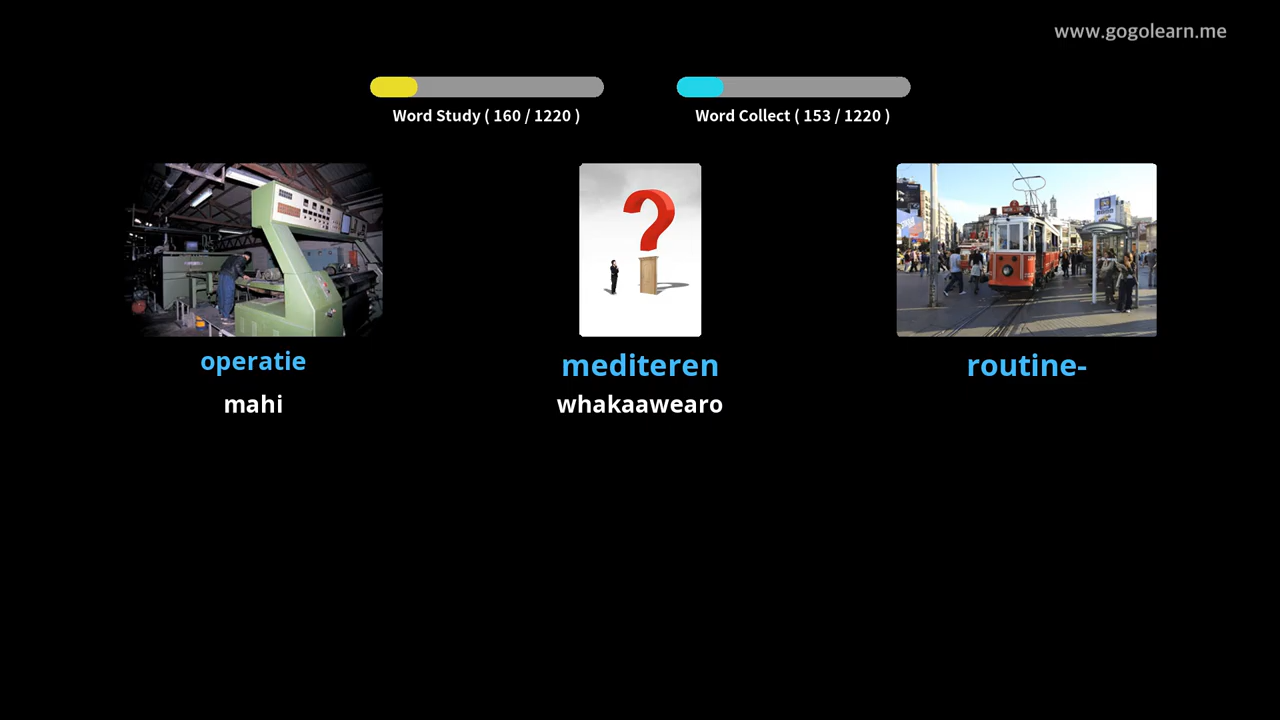 www.gogolearn.me
Word Study ( 160 / 1220 )
Word Collect ( 153 / 1220 )
operatie
mediteren
routine-
mahi
whakaawearo